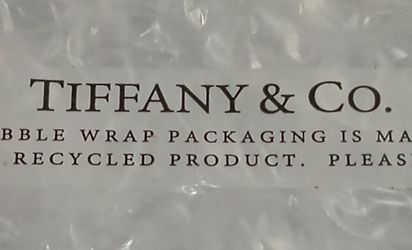 TIFFANY & CO.
BBLE WRAP PACKAGING IS MA
RECYCLED PRODUCT. PLEAS